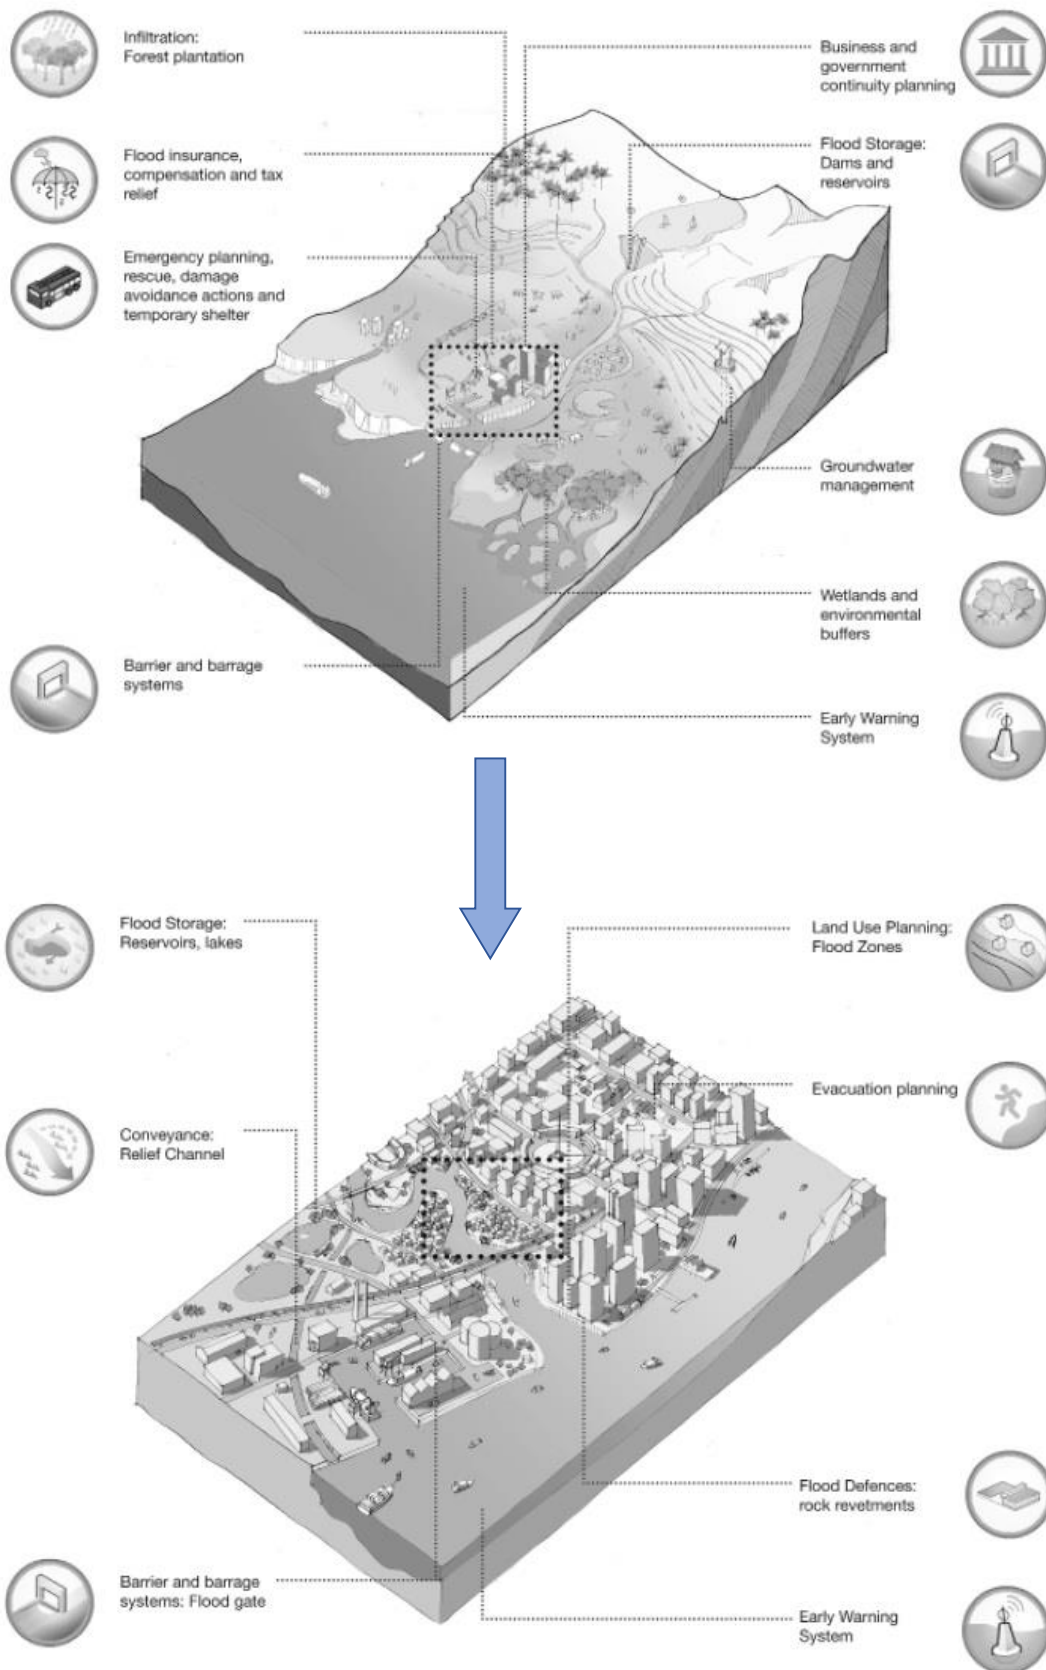 Infiltration:
Forest plantation
Business and
government
continuity planning
Flood insurance,
compensation and tax
relief
Flood Storage:
Dams and
reservoirs
Emergency planning,
rescue, damage
avoidance actions and
temporary shelter
Groundwater
management
Wetlands and
environmental
buffers
Barrier and barrage
systems
Early Warning
System
Flood Storage:
Reservoirs, lakes
Land Use Planning:
Flood Zones
Evacuation planning
Conveyance:
Relief Channel
Flood Defences:
rock revetments
Barrier and barrage
systems: Flood gate
Early Warning
System